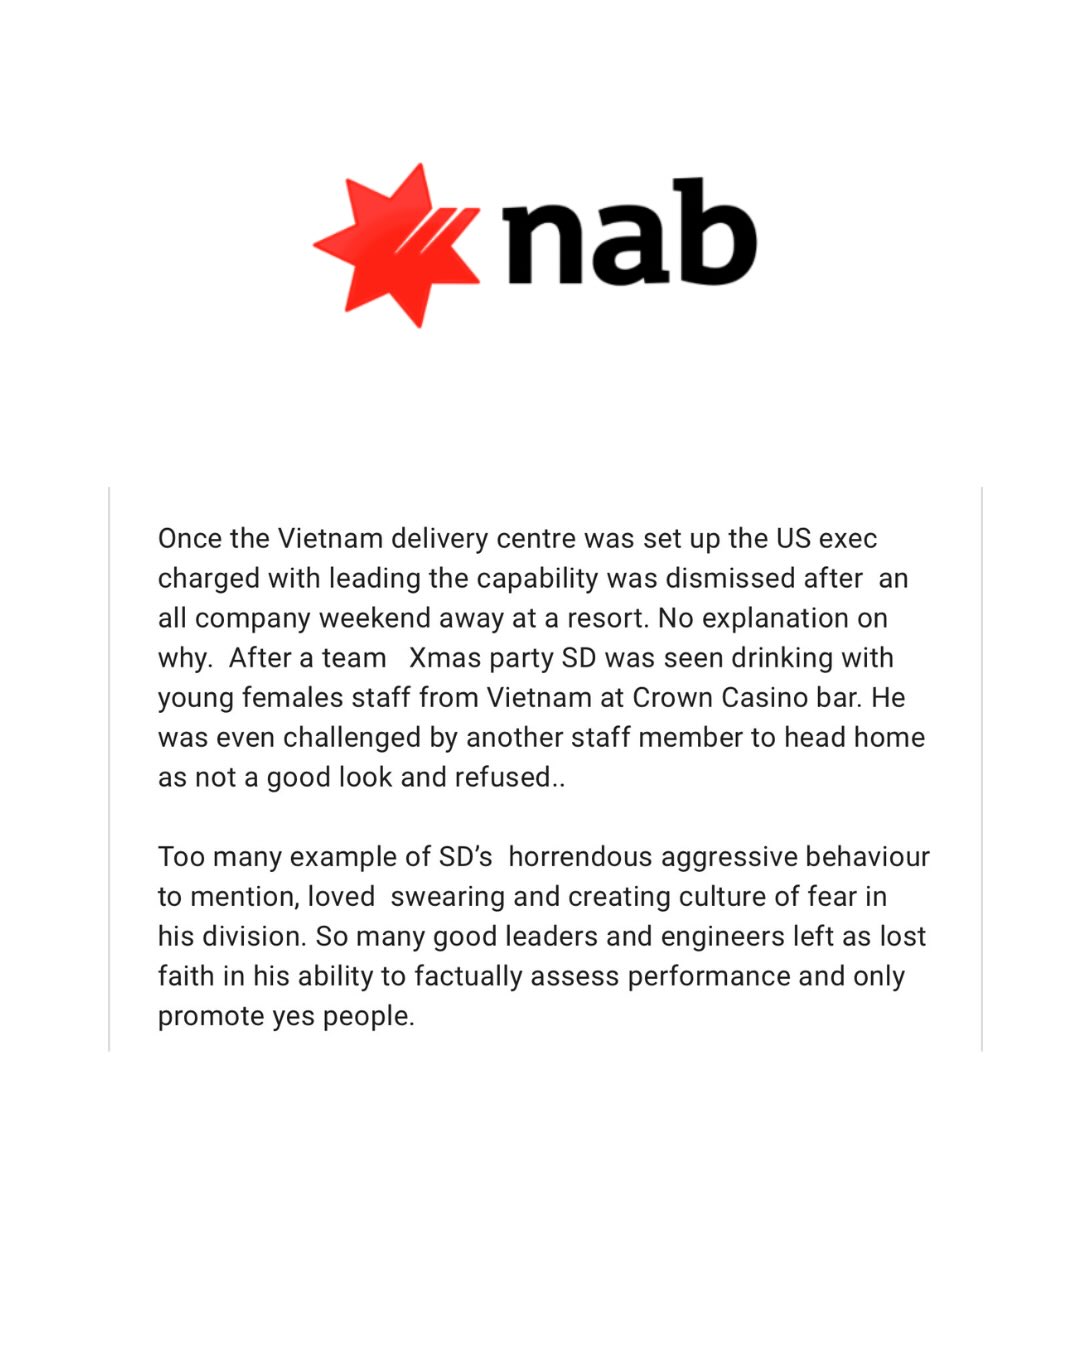 nab
Once the Vietnam delivery centre was set up the US exec
charged with leading the capability was dismissed after  an
all company weekend away at a resort. No explanation on
why.  After a team   Xmas party SD was seen drinking with
young females staff from Vietnam at Crown Casino bar. He
was even challenged by another staff member to head home
as not a good look and refused..
Too many example of SD’s  horrendous aggressive behaviour
to mention, loved  swearing and creating culture of fear in
his division. So many good leaders and engineers left as lost
faith in his ability to factually assess performance and only
promote yes people.